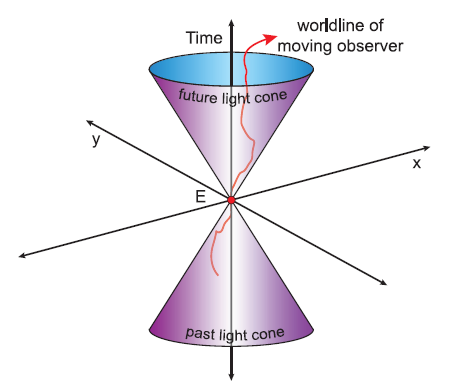 Time
worldline of
moving observer
future light cone
y
x
E
past light cone